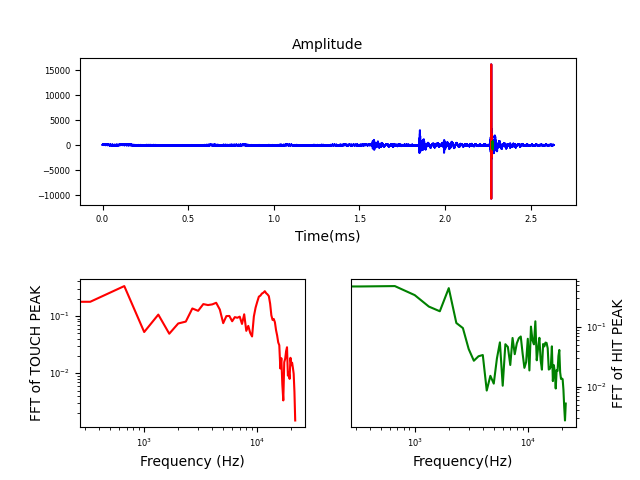 Amplitude
15000
10000
5000
0
−5000
−10000
0.0 0.5 1.0 1.5 2.0 2.5
Time(ms)
FFT of TOUCH PEAK
10⁻¹
10⁻²
10³ 10⁴
Frequency (Hz)
10³ 10⁴
Frequency(Hz)
10⁻¹
10⁻²
FFT of HIT PEAK